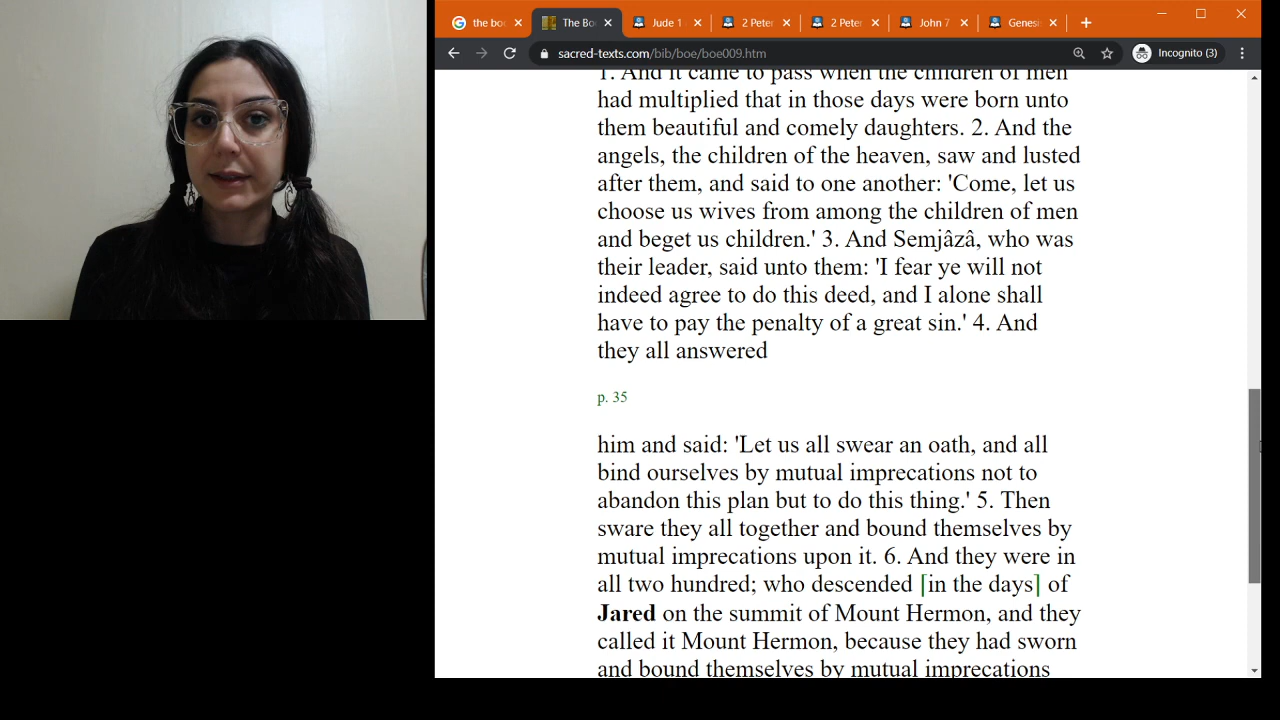 the boo
The Bo
Jude 1
2 Peter
2 Peter
John 7
Genesis
sacred-texts.com/bib/boe/boe009.htm
Incognito (3)
1. And it came to pass when the children of men
had multiplied that in those days were born unto
them beautiful and comely daughters. 2. And the
angels, the children of the heaven, saw and lusted
after them, and said to one another: 'Come, let us
choose us wives from among the children of men
and beget us children.' 3. And Semjâzâ, who was
their leader, said unto them: 'I fear ye will not
indeed agree to do this deed, and I alone shall
have to pay the penalty of a great sin.' 4. And
they all answered
p. 35
him and said: 'Let us all swear an oath, and all
bind ourselves by mutual imprecations not to
abandon this plan but to do this thing.' 5. Then
sware they all together and bound themselves by
mutual imprecations upon it. 6. And they were in
all two hundred; who descended ⌈in the days⌉ of
Jared on the summit of Mount Hermon, and they
called it Mount Hermon, because they had sworn
and bound themselves by mutual imprecations